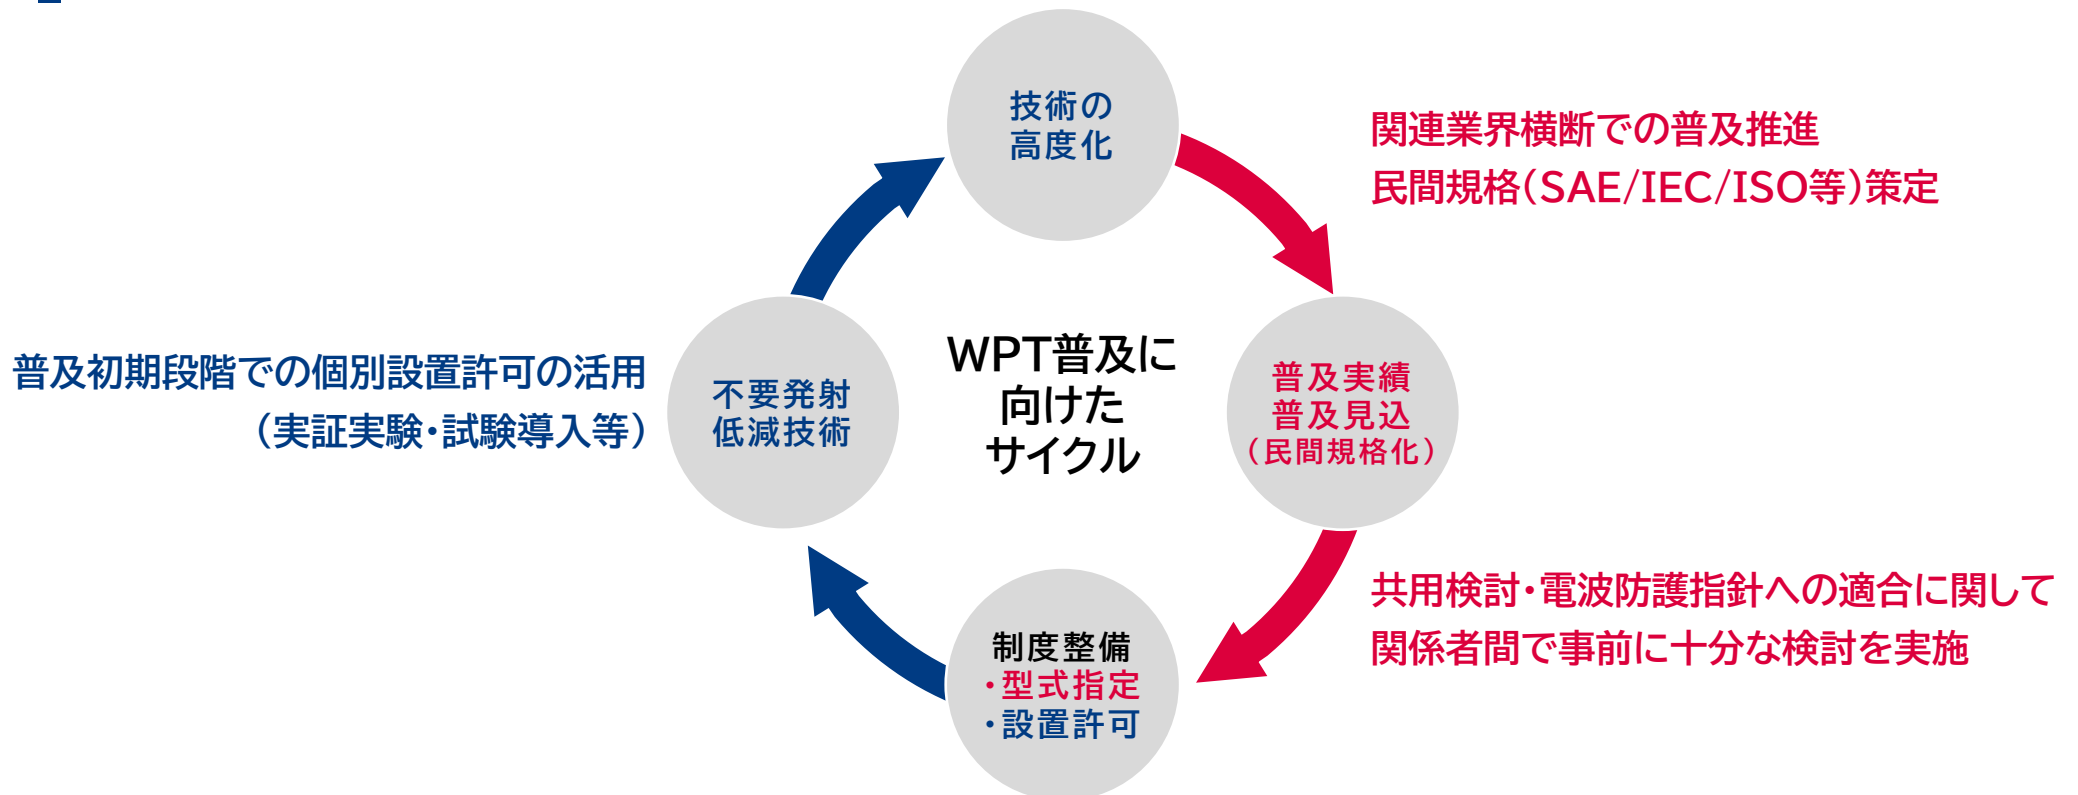 技術の
高度化
関連業界横断での普及推進
民間規格(SAE/IEC/ISO等)策定
普及初期段階での個別設置許可の活用
(実証実験・試験導入等)
不要発射
低減技術
WPT普及に
向けた
サイクル
普及実績
普及見込
(民間規格化)
共用検討・電波防護指針への適合に関して
関係者間で事前に十分な検討を実施
制度整備
・型式指定
・設置許可